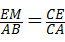 EM/AB = CE/CA